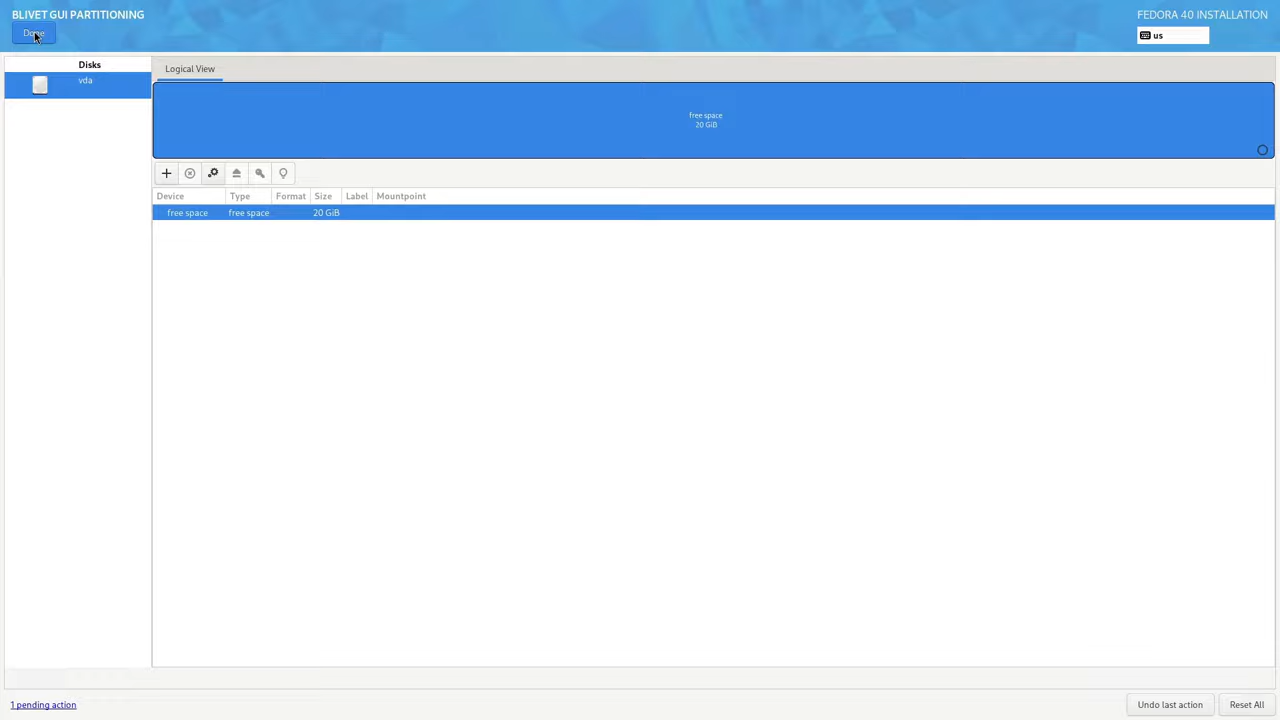 BLIVET GUI PARTITIONING
FEDORA 40 INSTALLATION
Done
us
Disks
vda
Logical View
free space
20 GiB
Device Type Format Size Label Mountpoint
free space free space 20 GiB
1 pending action
Undo last action
Reset All